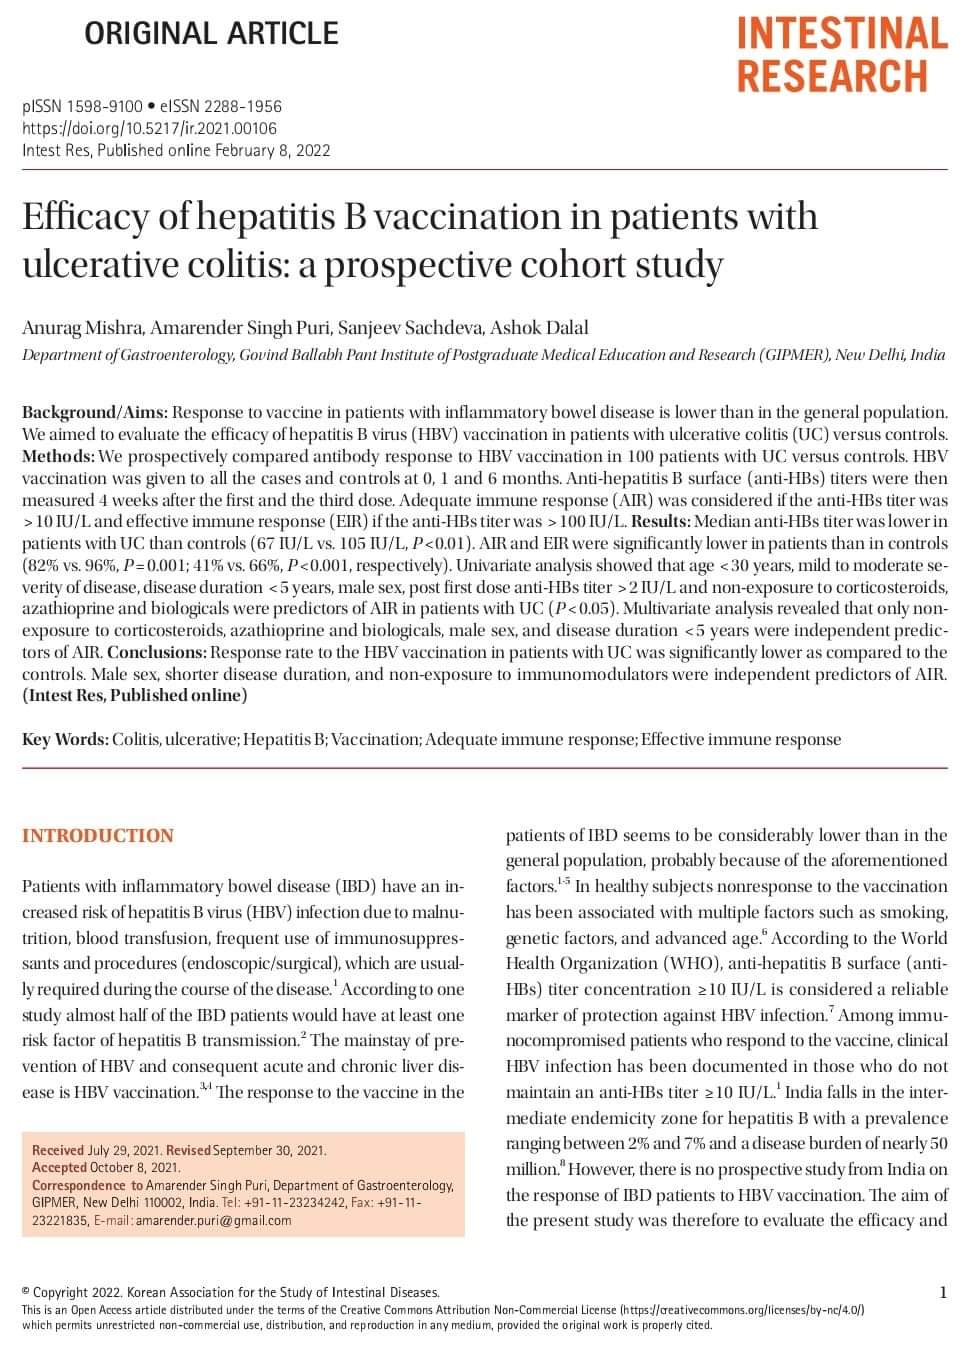 ORIGINAL ARTICLE
INTESTINAL
RESEARCH
pISSN 1598-9100 • eISSN 2288-1956
https://doi.org/10.5217/ir.2021.00106
Intest Res, Published online February 8, 2022
Efficacy of hepatitis B vaccination in patients with
ulcerative colitis: a prospective cohort study
Anurag Mishra, Amarender Singh Puri, Sanjeev Sachdeva, Ashok Dalal
Department of Gastroenterology, Govind Ballabh Pant Institute of Postgraduate Medical Education and Research (GIPMER), New Delhi, India
Background/Aims: Response to vaccine in patients with inflammatory bowel disease is lower than in the general population.
We aimed to evaluate the efficacy of hepatitis B virus (HBV) vaccination in patients with ulcerative colitis (UC) versus controls.
Methods: We prospectively compared antibody response to HBV vaccination in 100 patients with UC versus controls. HBV
vaccination was given to all the cases and controls at 0, 1 and 6 months. Anti-hepatitis B surface (anti-HBs) titers were then
measured 4 weeks after the first and the third dose. Adequate immune response (AIR) was considered if the anti-HBs titer was
>10 IU/L and effective immune response (EIR) if the anti-HBs titer was >100 IU/L. Results: Median anti-HBs titer was lower in
patients with UC than controls (67 IU/L vs. 105 IU/L, P<0.01). AIR and EIR were significantly lower in patients than in controls
(82% vs. 96%, P=0.001; 41% vs. 66%, P<0.001, respectively). Univariate analysis showed that age <30 years, mild to moderate se-
verity of disease, disease duration <5 years, male sex, post first dose anti-HBs titer >2 IU/L and non-exposure to corticosteroids,
azathioprine and biologicals were predictors of AIR in patients with UC (P<0.05). Multivariate analysis revealed that only non-
exposure to corticosteroids, azathioprine and biologicals, male sex, and disease duration <5 years were independent predic-
tors of AIR. Conclusions: Response rate to the HBV vaccination in patients with UC was significantly lower as compared to the
controls. Male sex, shorter disease duration, and non-exposure to immunomodulators were independent predictors of AIR.
(Intest Res, Published online)
Key Words: Colitis, ulcerative; Hepatitis B; Vaccination; Adequate immune response; Effective immune response
INTRODUCTION
Patients with inflammatory bowel disease (IBD) have an in-
creased risk of hepatitis B virus (HBV) infection due to malnu-
trition, blood transfusion, frequent use of immunosuppres-
sants and procedures (endoscopic/surgical), which are usual-
ly required during the course of the disease.1 According to one
study almost half of the IBD patients would have at least one
risk factor of hepatitis B transmission.2 The mainstay of pre-
vention of HBV and consequent acute and chronic liver dis-
ease is HBV vaccination.3,4 The response to the vaccine in the
Received July 29, 2021. Revised September 30, 2021.
Accepted October 8, 2021.
Correspondence to Amarender Singh Puri, Department of Gastroenterology,
GIPMER, New Delhi 110002, India. Tel: +91-11-23234242, Fax: +91-11-
23221835, E-mail: amarender.puri@gmail.com
patients of IBD seems to be considerably lower than in the
general population, probably because of the aforementioned
factors.1-5 In healthy subjects nonresponse to the vaccination
has been associated with multiple factors such as smoking,
genetic factors, and advanced age.6 According to the World
Health Organization (WHO), anti-hepatitis B surface (anti-
HBs) titer concentration ≥10 IU/L is considered a reliable
marker of protection against HBV infection.7 Among immu-
nocompromised patients who respond to the vaccine, clinical
HBV infection has been documented in those who do not
maintain an anti-HBs titer ≥10 IU/L.1 India falls in the inter-
mediate endemicity zone for hepatitis B with a prevalence
ranging between 2% and 7% and a disease burden of nearly 50
million.8 However, there is no prospective study from India on
the response of IBD patients to HBV vaccination. The aim of
the present study was therefore to evaluate the efficacy and
© Copyright 2022. Korean Association for the Study of Intestinal Diseases.
This is an Open Access article distributed under the terms of the Creative Commons Attribution Non-Commercial License (https://creativecommons.org/licenses/by-nc/4.0/)
which permits unrestricted non-commercial use, distribution, and reproduction in any medium, provided the original work is properly cited.
1